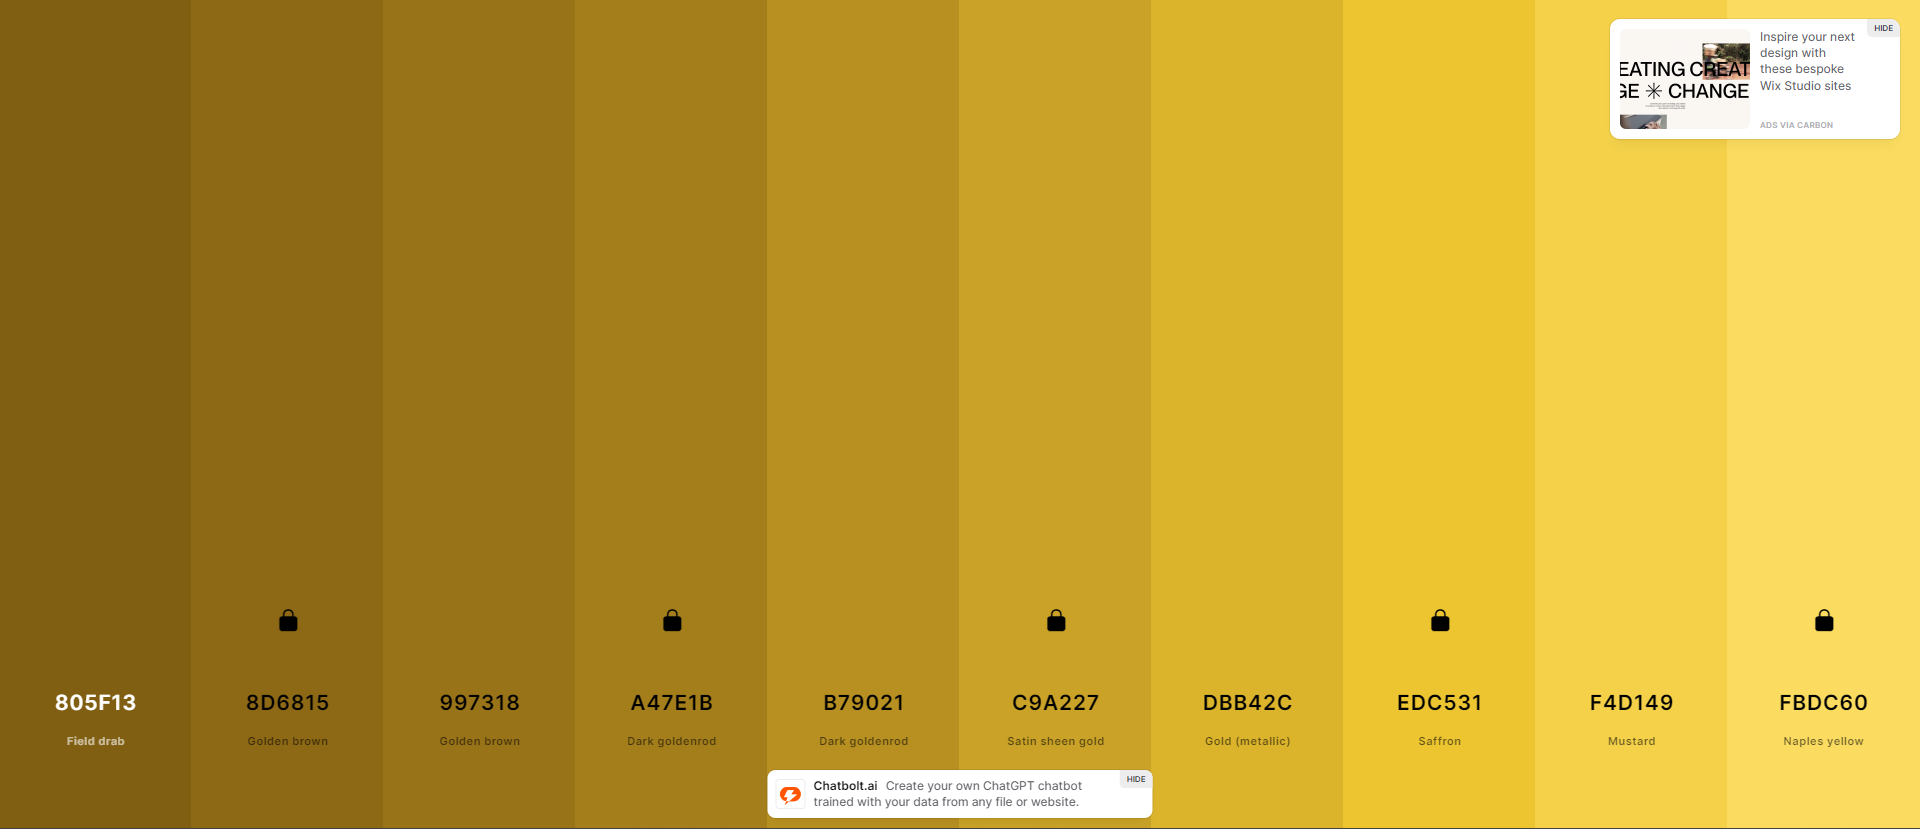 HIDE
Inspire your next
design with
these bespoke
Wix Studio sites
ADS VIA CARBON
EATING CREAT
GE ✳ CHANGE
805F13
8D6815
997318
A47E1B
B79021
C9A227
DBB42C
EDC531
F4D149
FBDC60
Field drab
Golden brown
Golden brown
Dark goldenrod
Dark goldenrod
Satin sheen gold
Gold (metallic)
Saffron
Mustard
Naples yellow
HIDE
Chatbolt.ai Create your own ChatGPT chatbot
trained with your data from any file or website.